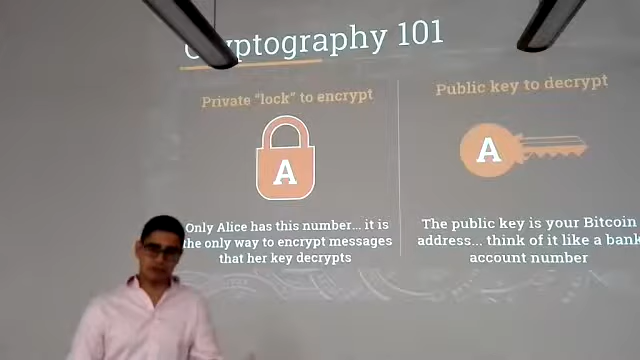 Cryptography 101
Private "lock" to encrypt
A
Only Alice has this number... it is
the only way to encrypt messages
that her key decrypts
Public key to decrypt
A
The public key is your Bitcoin
address... think of it like a bank
account number